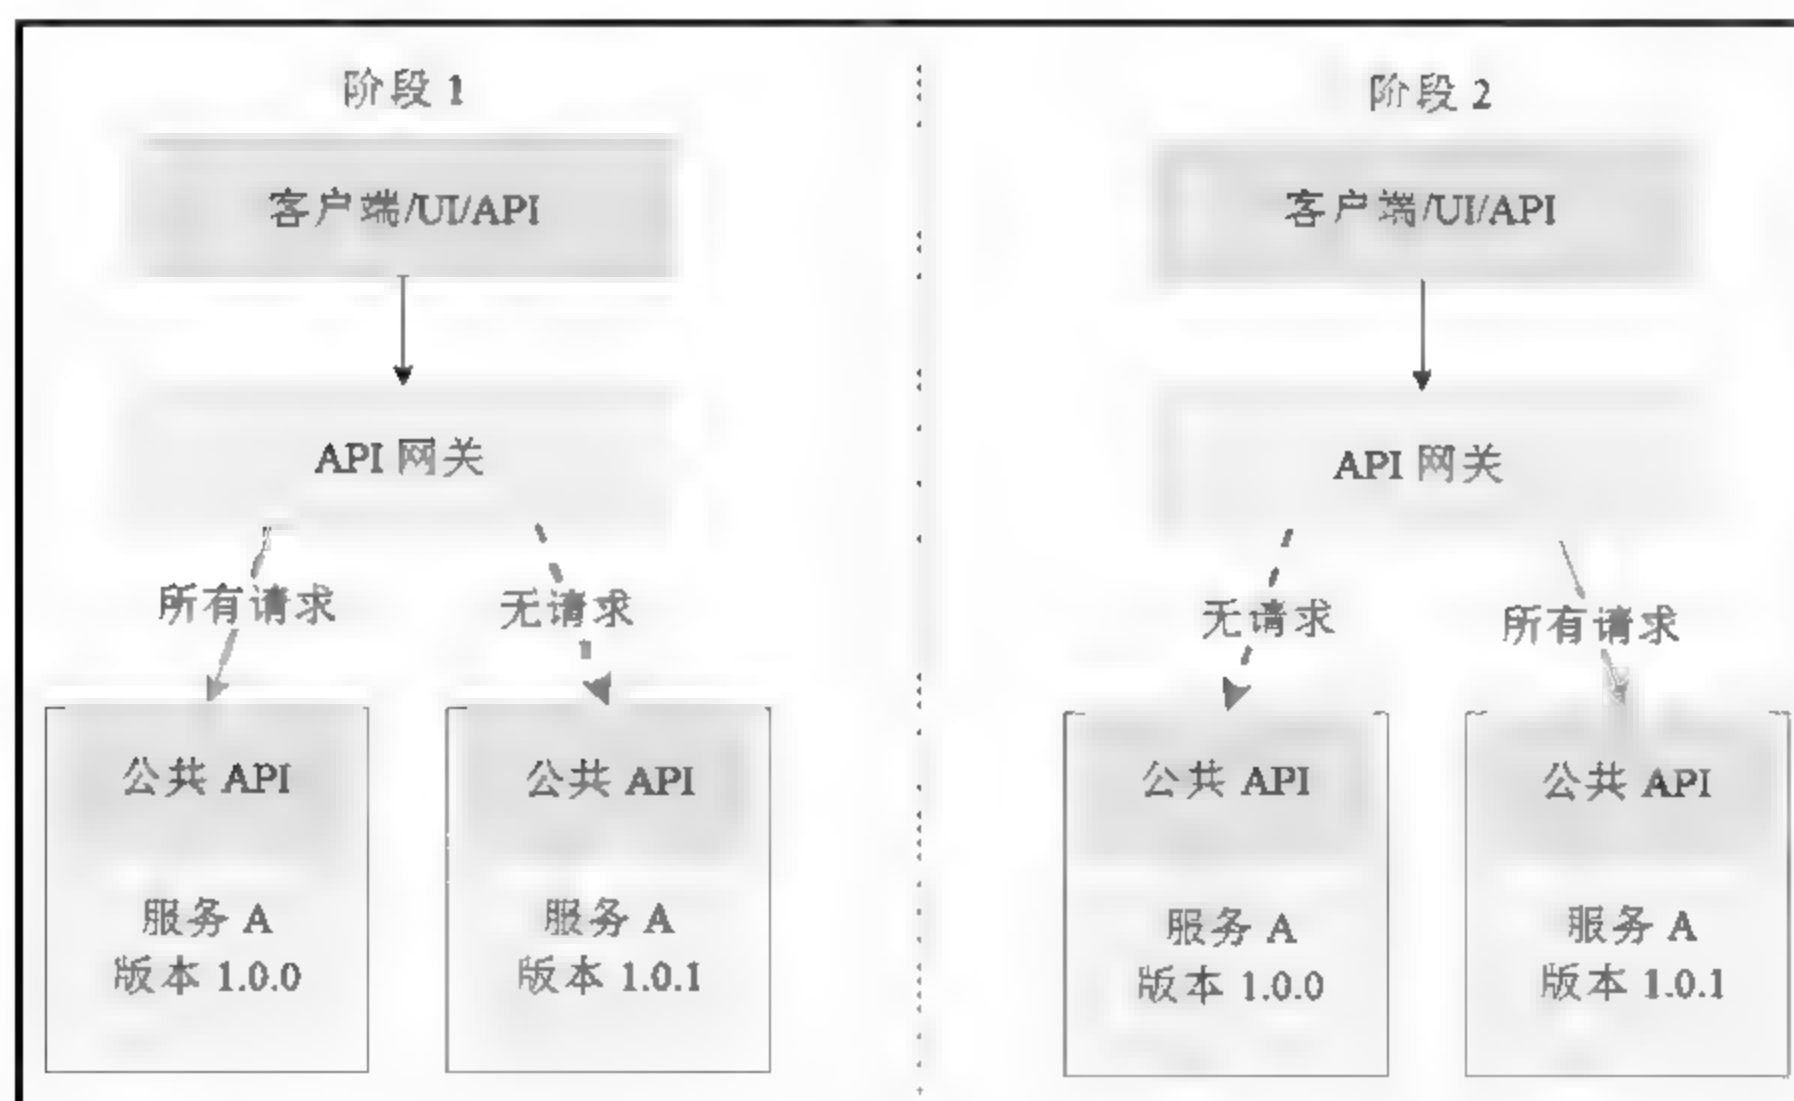 阶段 1
客户端/UI/API
API 网关
所有请求
无请求
公共 API
服务 A
版本 1.0.0
公共 API
服务 A
版本 1.0.1
阶段 2
客户端/UI/API
API 网关
无请求
所有请求
公共 API
服务 A
版本 1.0.0
公共 API
服务 A
版本 1.0.1